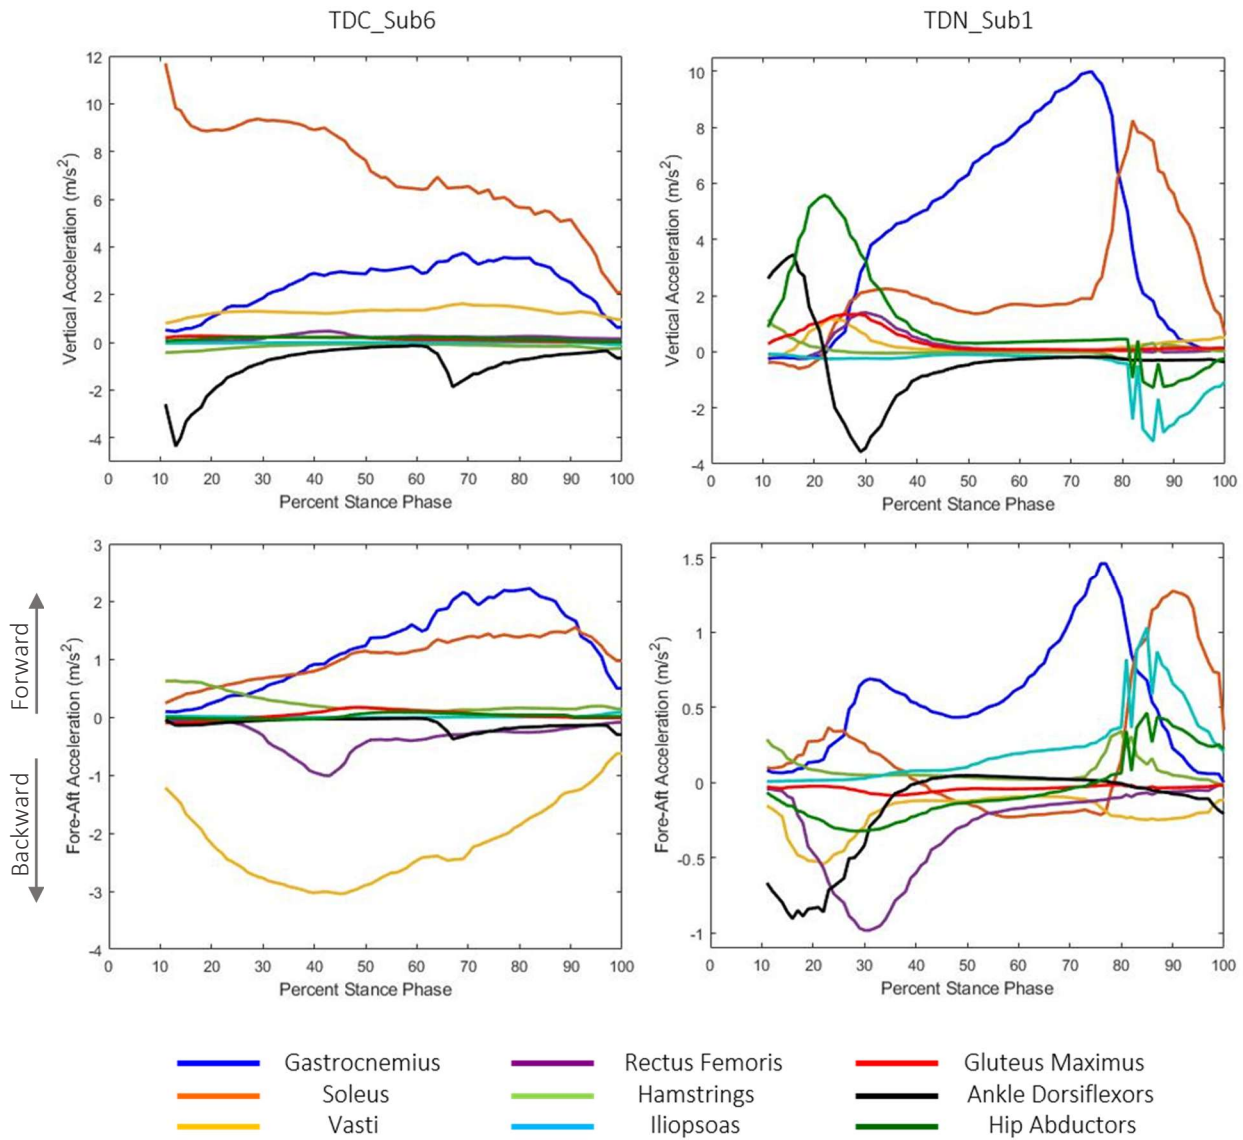 TDC_Sub6
TDN_Sub1
12
10
8
6
4
2
0
-2
-4
Vertical Acceleration (m/s²)
0 10 20 30 40 50 60 70 80 90 100
Percent Stance Phase
10
8
6
4
2
0
-2
-4
Vertical Acceleration (m/s²)
0 10 20 30 40 50 60 70 80 90 100
Percent Stance Phase
Forward
Backward
3
2
1
0
-1
-2
-3
-4
Fore-Aft Acceleration (m/s²)
0 10 20 30 40 50 60 70 80 90 100
Percent Stance Phase
1.5
1
0.5
0
-0.5
-1
Fore-Aft Acceleration (m/s²)
0 10 20 30 40 50 60 70 80 90 100
Percent Stance Phase
Gastrocnemius Rectus Femoris Gluteus Maximus
Soleus Hamstrings Ankle Dorsiflexors
Vasti Iliopsoas Hip Abductors